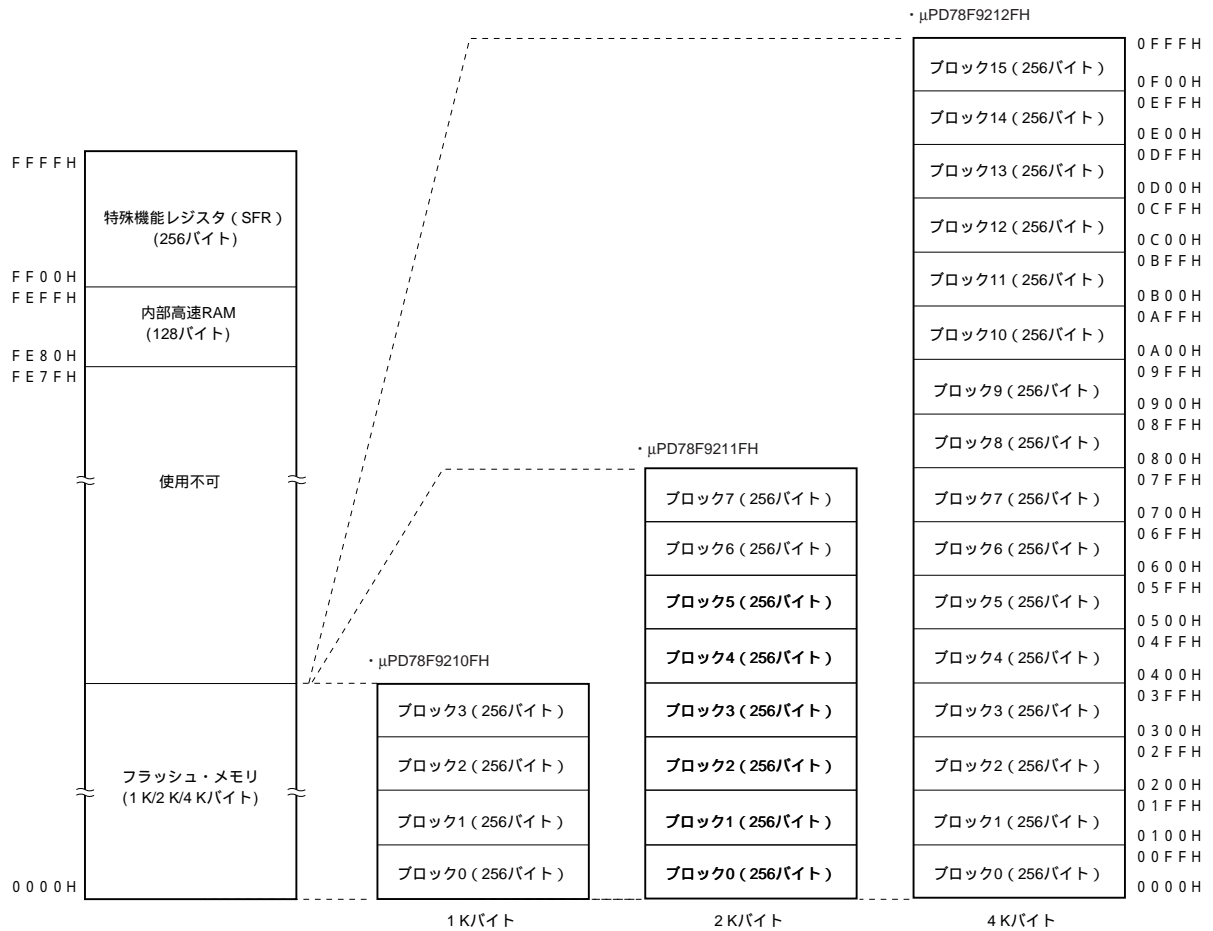 ・μPD78F9212FH
FFFFH
特殊機能レジスタ（SFR）
(256バイト)
FF00H
FEFFH
内部高速RAM
(128バイト)
FE80H
FE7FH
使用不可
フラッシュ・メモリ
(1 K/2 K/4 Kバイト)
0000H
・μPD78F9210FH
ブロック3（256バイト）
ブロック2（256バイト）
ブロック1（256バイト）
ブロック0（256バイト）
1 Kバイト
・μPD78F9211FH
ブロック7（256バイト）
ブロック6（256バイト）
ブロック5（256バイト）
ブロック4（256バイト）
ブロック3（256バイト）
ブロック2（256バイト）
ブロック1（256バイト）
ブロック0（256バイト）
2 Kバイト
ブロック15（256バイト）
ブロック14（256バイト）
ブロック13（256バイト）
ブロック12（256バイト）
ブロック11（256バイト）
ブロック10（256バイト）
ブロック9（256バイト）
ブロック8（256バイト）
ブロック7（256バイト）
ブロック6（256バイト）
ブロック5（256バイト）
ブロック4（256バイト）
ブロック3（256バイト）
ブロック2（256バイト）
ブロック1（256バイト）
ブロック0（256バイト）
4 Kバイト
0FFFH
0F00H
0EFFH
0E00H
0DFFH
0D00H
0CFFH
0C00H
0BFFH
0B00H
0AFFH
0A00H
09FFH
0900H
08FFH
0800H
07FFH
0700H
06FFH
0600H
05FFH
0500H
04FFH
0400H
03FFH
0300H
02FFH
0200H
01FFH
0100H
00FFH
0000H